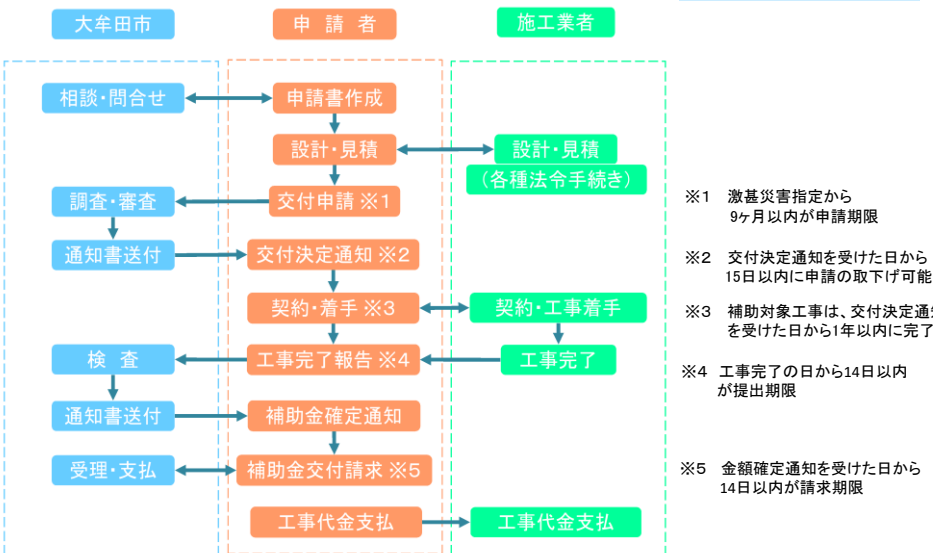 大牟田市 申請者 施工業者
相談・問合せ 申請書作成
設計・見積 設計・見積
(各種法令手続き)
調査・審査 交付申請 ※1
通知書送付 交付決定通知 ※2
契約・着手 ※3 契約・工事着手
検査 工事完了報告 ※4 工事完了
通知書送付 補助金確定通知
受理・支払 補助金交付請求 ※5
工事代金支払 工事代金支払
※1 激甚災害指定から
9ヶ月以内が申請期限
※2 交付決定通知を受けた日から
15日以内に申請の取下げ可能
※3 補助対象工事は、交付決定通知
を受けた日から1年以内に完了
※4 工事完了の日から14日以内
が提出期限
※5 金額確定通知を受けた日から
14日以内が請求期限